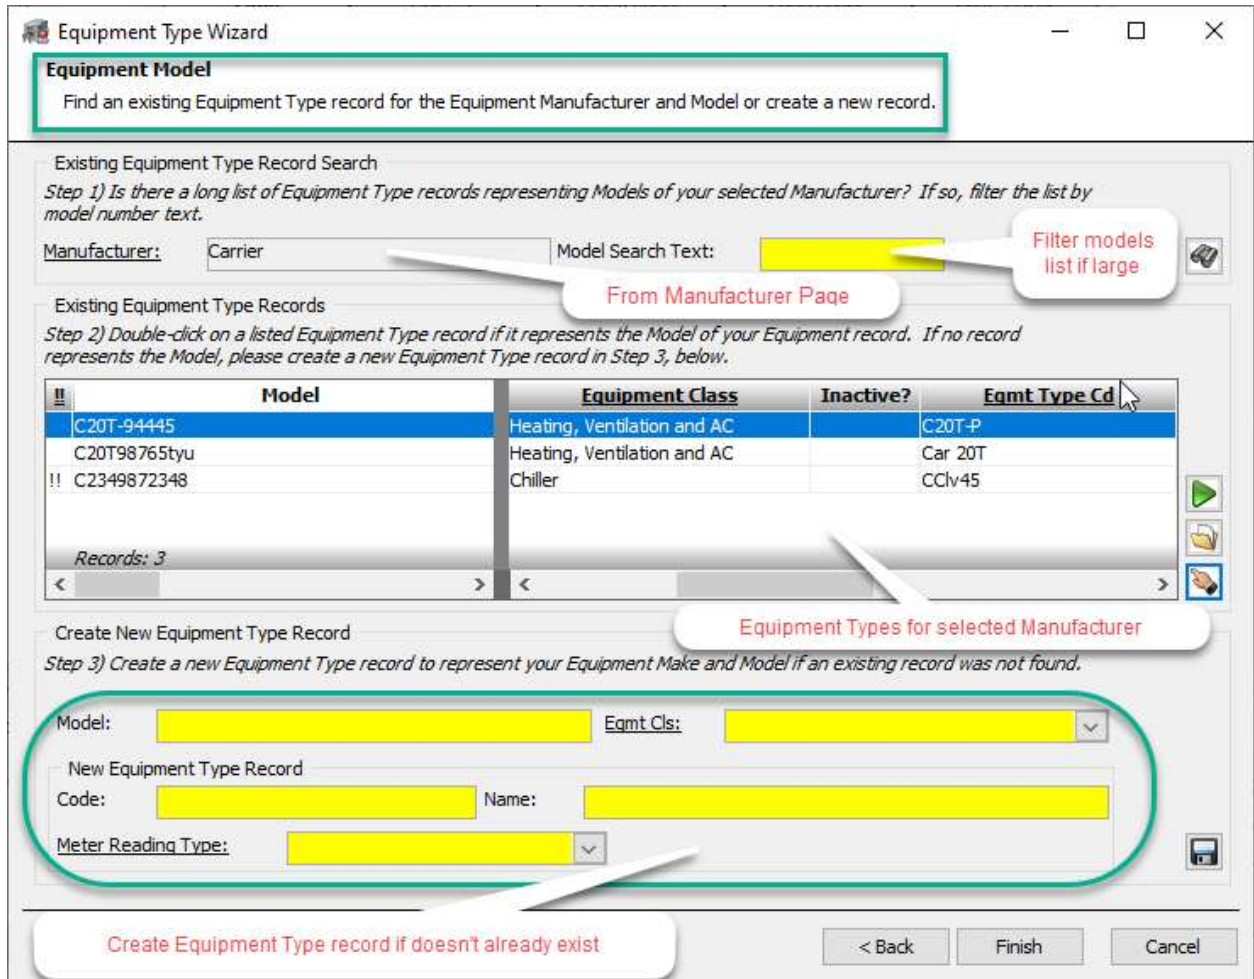 Equipment Type Wizard
Equipment Model
Find an existing Equipment Type record for the Equipment Manufacturer and Model or create a new record.
Existing Equipment Type Record Search
Step 1) Is there a long list of Equipment Type records representing Models of your selected Manufacturer? If so, filter the list by
model number text.
Manufacturer: Carrier Model Search Text:
Filter models
list if large
From Manufacturer Page
Existing Equipment Type Records
Step 2) Double-click on a listed Equipment Type record if it represents the Model of your Equipment record. If no record
represents the Model, please create a new Equipment Type record in Step 3, below.
!! Model Equipment Class Inactive? Eqmt Type Cd
C20T-94445 Heating, Ventilation and AC C20T-P
C20T98765tyu Heating, Ventilation and AC Car 20T
!! C2349872348 Chiller CClv45
Records: 3
Equipment Types for selected Manufacturer
Create New Equipment Type Record
Step 3) Create a new Equipment Type record to represent your Equipment Make and Model if an existing record was not found.
Model: Eqmt Cls:
New Equipment Type Record
Code: Name:
Meter Reading Type:
Create Equipment Type record if doesn't already exist
< Back Finish Cancel